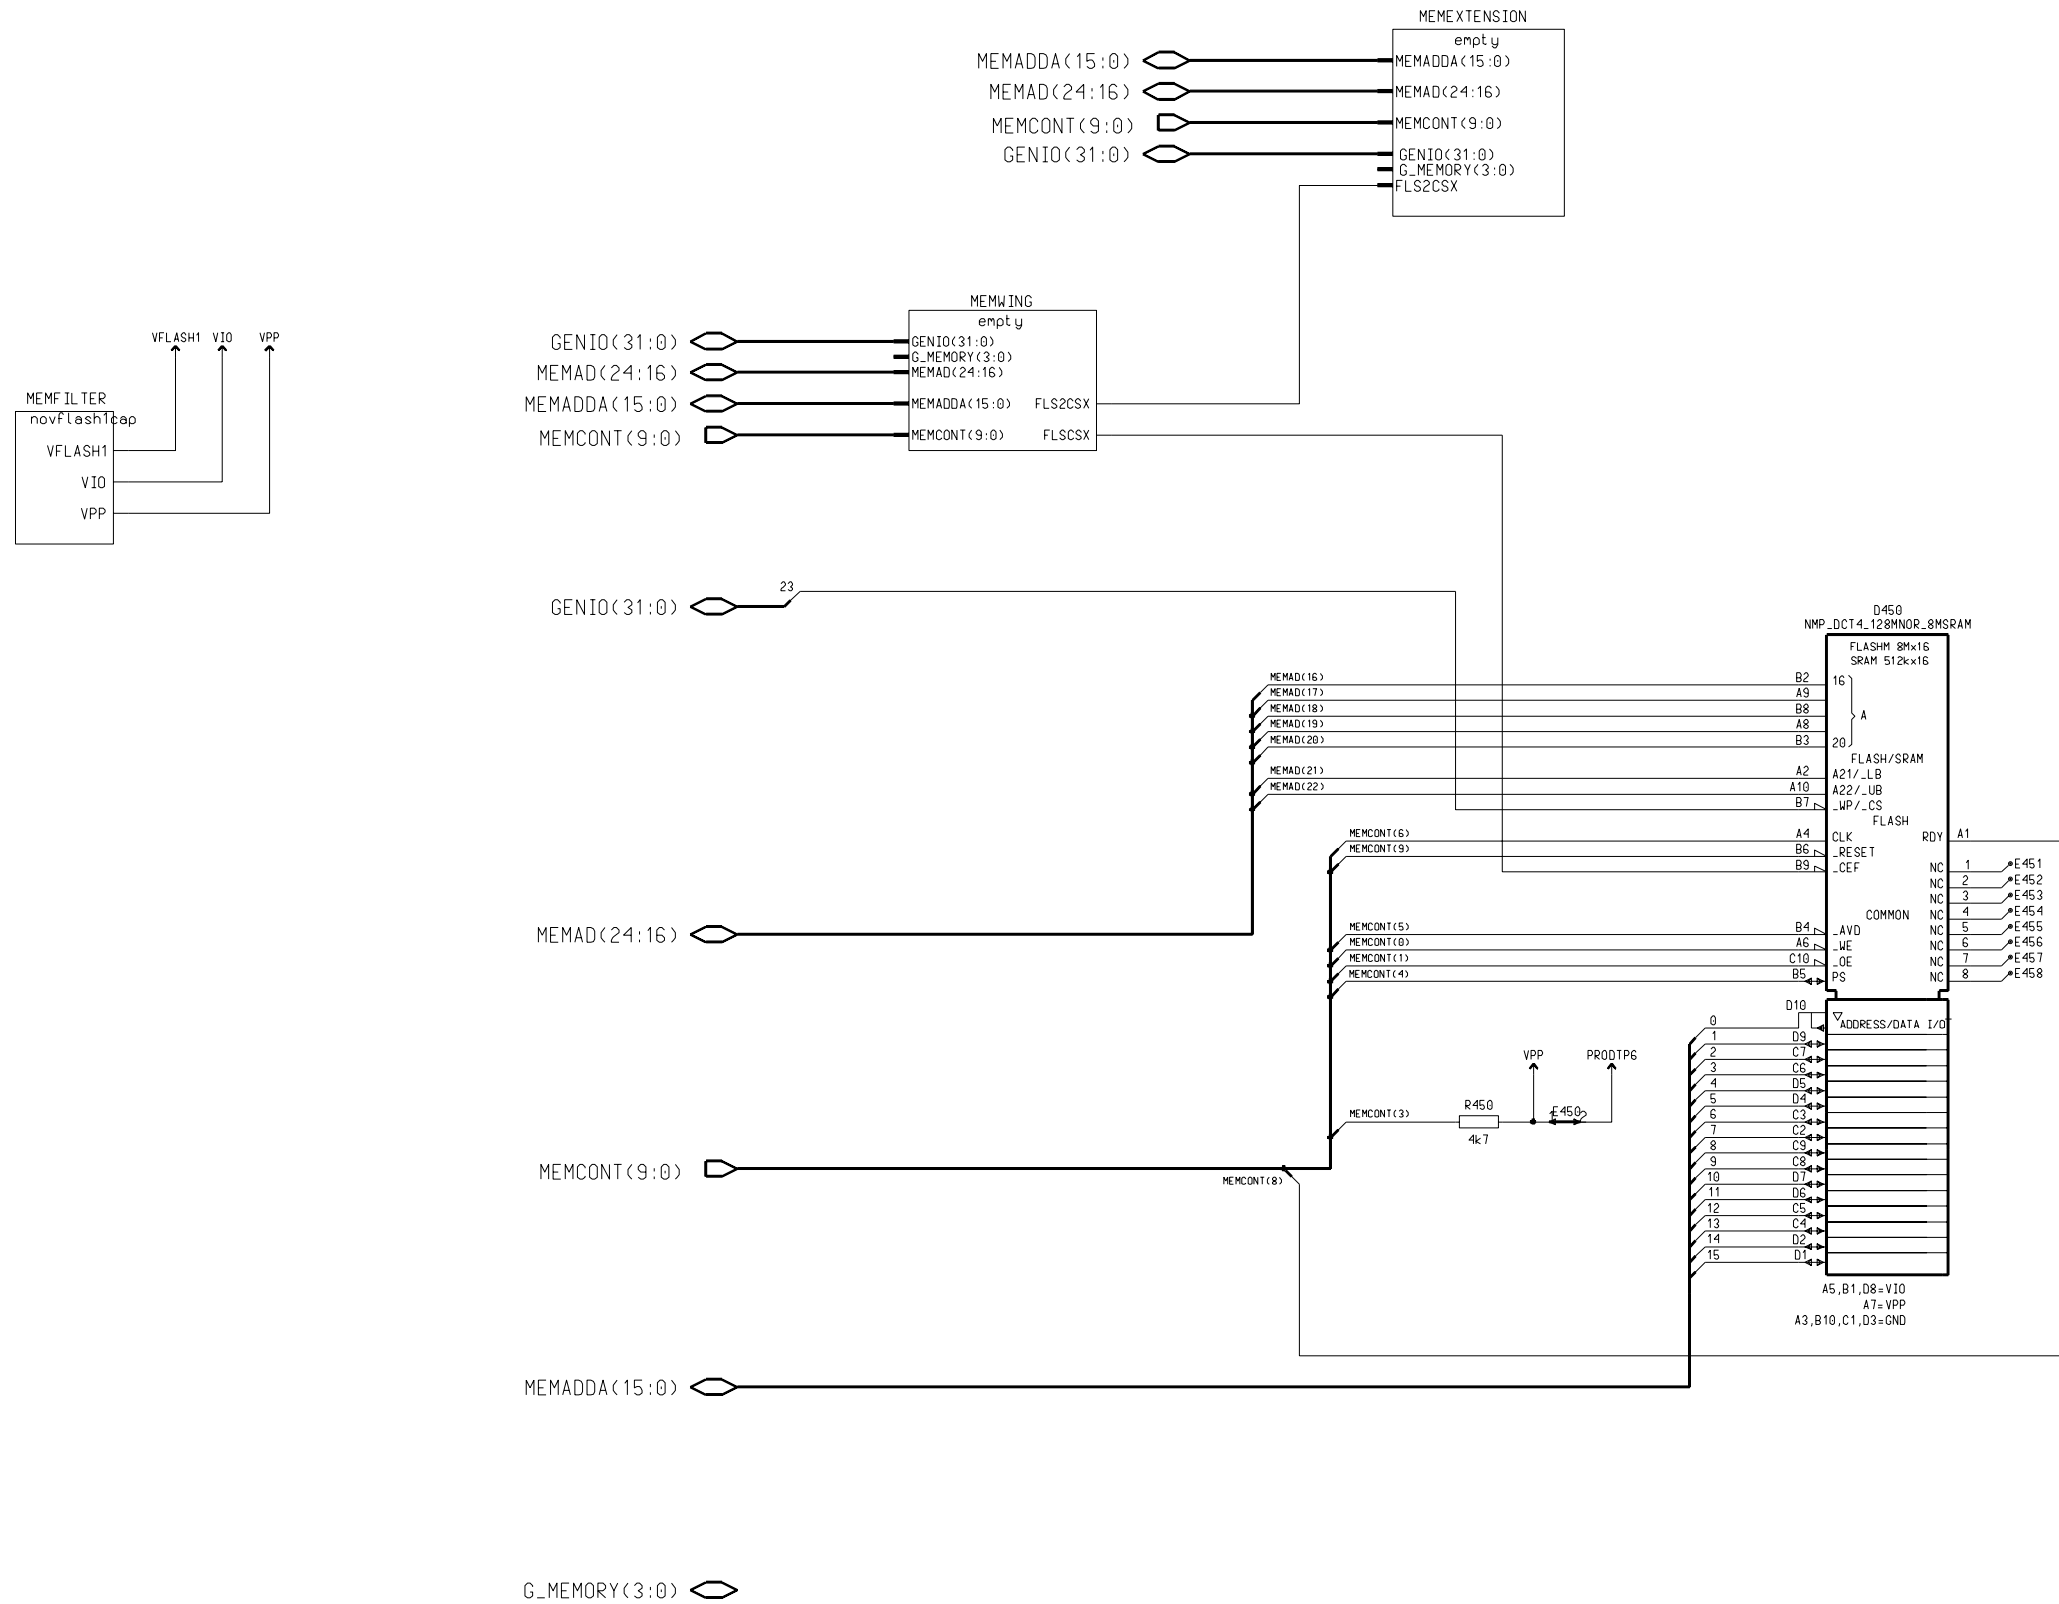 MEMEXTENSION
empty
MEMADDA(15:0) MEMADDA(15:0)
MEMAD(24:16) MEMAD(24:16)
MEMCONT(9:0) MEMCONT(9:0)
GENIO(31:0) GENIO(31:0)
G_MEMORY(3:0)
FLS2CSX
MEMWING
empty
GENIO(31:0) GENIO(31:0)
G_MEMORY(3:0)
MEMAD(24:16) MEMAD(24:16)
MEMADDA(15:0) MEMADDA(15:0) FLS2CSX
MEMCONT(9:0) MEMCONT(9:0) FLSCSX
VFLASH1 VIO VPP
MEMFILTER
novflash1cap
VFLASH1
VIO
VPP
GENIO(31:0) 23
D450
NMP_DCT4_128MNOR_8MSRAM
FLASHM 8Mx16
SRAM 512kx16
MEMAD(16) B2 16
MEMAD(17) A9
MEMAD(18) B8 A
MEMAD(19) A8
MEMAD(20) B3 20
FLASH/SRAM
MEMAD(21) A2 A21/_LB
MEMAD(22) A10 A22/_UB
B7 _WP/_CS
FLASH
MEMCONT(6) A4 CLK RDY A1
MEMCONT(9) B6 _RESET
B9 _CEF NC 1 E451
NC 2 E452
NC 3 E453
COMMON NC 4 E454
MEMCONT(5) B4 _AVD NC 5 E455
MEMCONT(0) A6 _WE NC 6 E456
MEMCONT(1) C10 _OE NC 7 E457
MEMCONT(4) B5 PS NC 8 E458
MEMAD(24:16)
D10
0 ADDRESS/DATA I/O
1 D9
2 C7
3 C6
4 D5
5 D4
6 C3
7 C2
8 C9
9 C8
10 D7
11 D6
12 C5
13 C4
14 D2
15 D1
VPP PRODTP6
MEMCONT(3) R450 E450
1 2
4k7
MEMCONT(9:0)
MEMCONT(8)
A5,B1,D8=VIO
A7=VPP
A3,B10,C1,D3=GND
MEMADDA(15:0)
G_MEMORY(3:0)